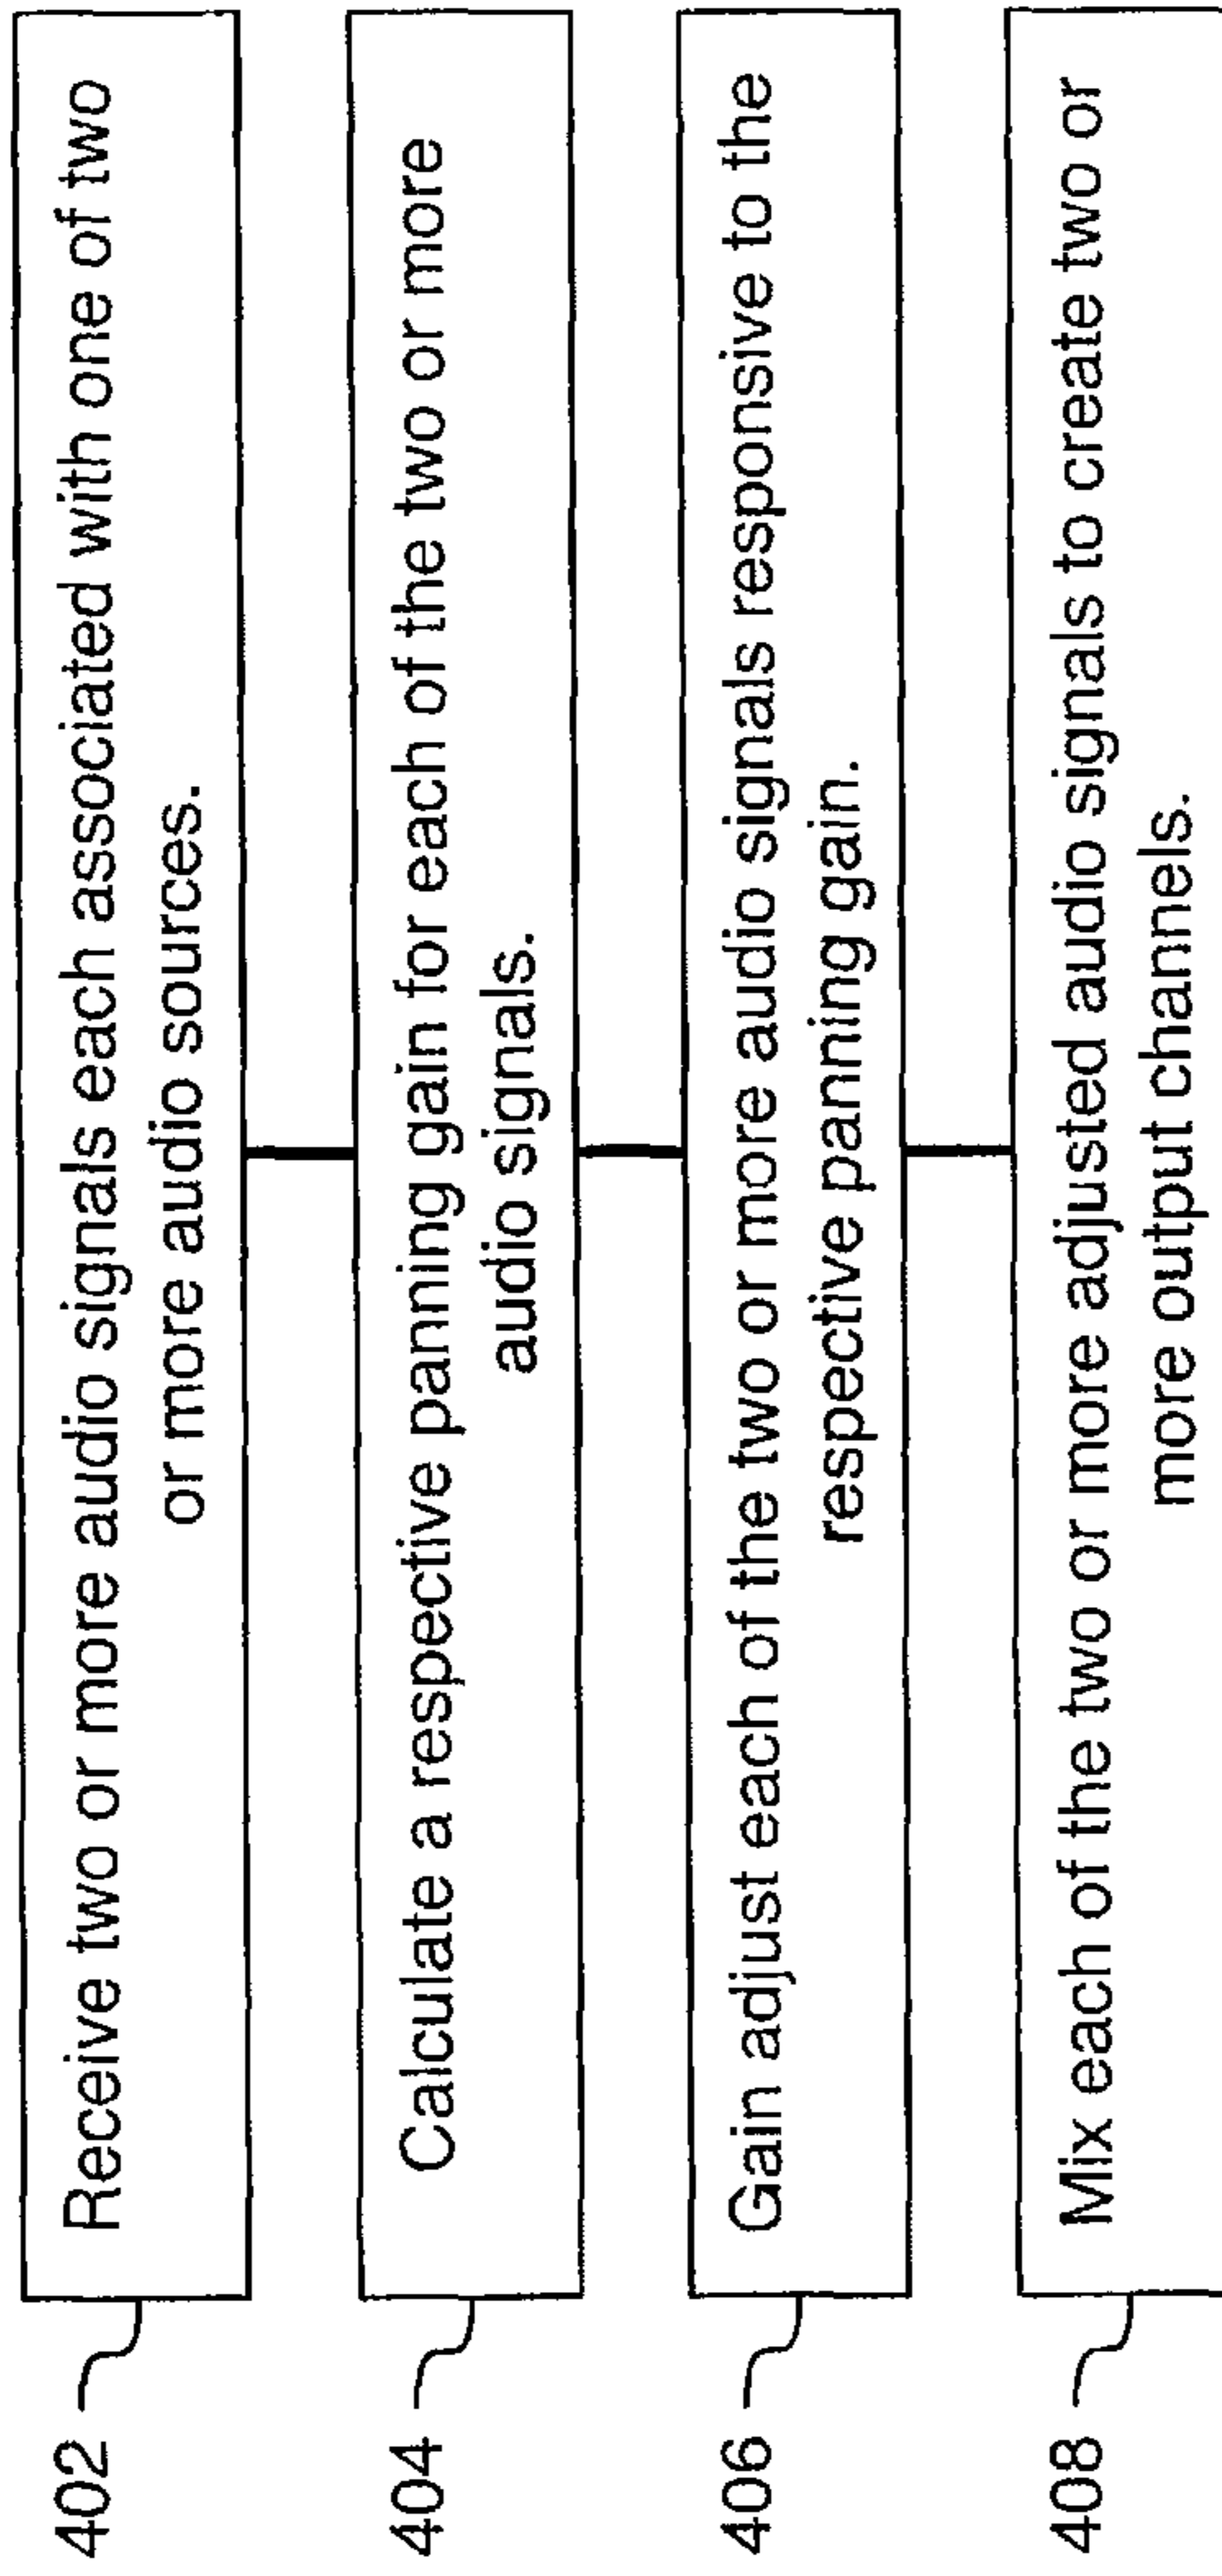 402
Receive two or more audio signals each associated with one of two
or more audio sources.
404
Calculate a respective panning gain for each of the two or more
audio signals.
406
Gain adjust each of the two or more audio signals responsive to the
respective panning gain.
408
Mix each of the two or more adjusted audio signals to create two or
more output channels.